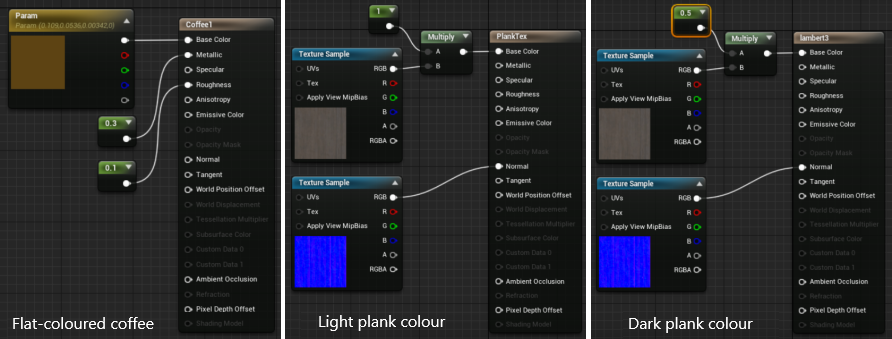 Param
Param (0.109,0.0536,0.00342,0)
Coffee1
Base Color
Metallic
Specular
Roughness
Anisotropy
Emissive Color
Opacity
Opacity Mask
Normal
Tangent
World Position Offset
World Displacement
Tessellation Multiplier
Subsurface Color
Custom Data 0
Custom Data 1
Ambient Occlusion
Refraction
Pixel Depth Offset
Shading Model
0.3
0.1
Flat-coloured coffee
1
Multiply
A
B
Texture Sample
UVs RGB
Tex R
Apply View MipBias G
B
A
RGBA
Texture Sample
UVs RGB
Tex R
Apply View MipBias G
B
A
RGBA
PlankTex
Base Color
Metallic
Specular
Roughness
Anisotropy
Emissive Color
Opacity
Opacity Mask
Normal
Tangent
World Position Offset
World Displacement
Tessellation Multiplier
Subsurface Color
Custom Data 0
Custom Data 1
Ambient Occlusion
Refraction
Pixel Depth Offset
Shading Model
Light plank colour
0.5
Multiply
A
B
Texture Sample
UVs RGB
Tex R
Apply View MipBias G
B
A
RGBA
Texture Sample
UVs RGB
Tex R
Apply View MipBias G
B
A
RGBA
lambert3
Base Color
Metallic
Specular
Roughness
Anisotropy
Emissive Color
Opacity
Opacity Mask
Normal
Tangent
World Position Offset
World Displacement
Tessellation Multiplier
Subsurface Color
Custom Data 0
Custom Data 1
Ambient Occlusion
Refraction
Pixel Depth Offset
Shading Model
Dark plank colour